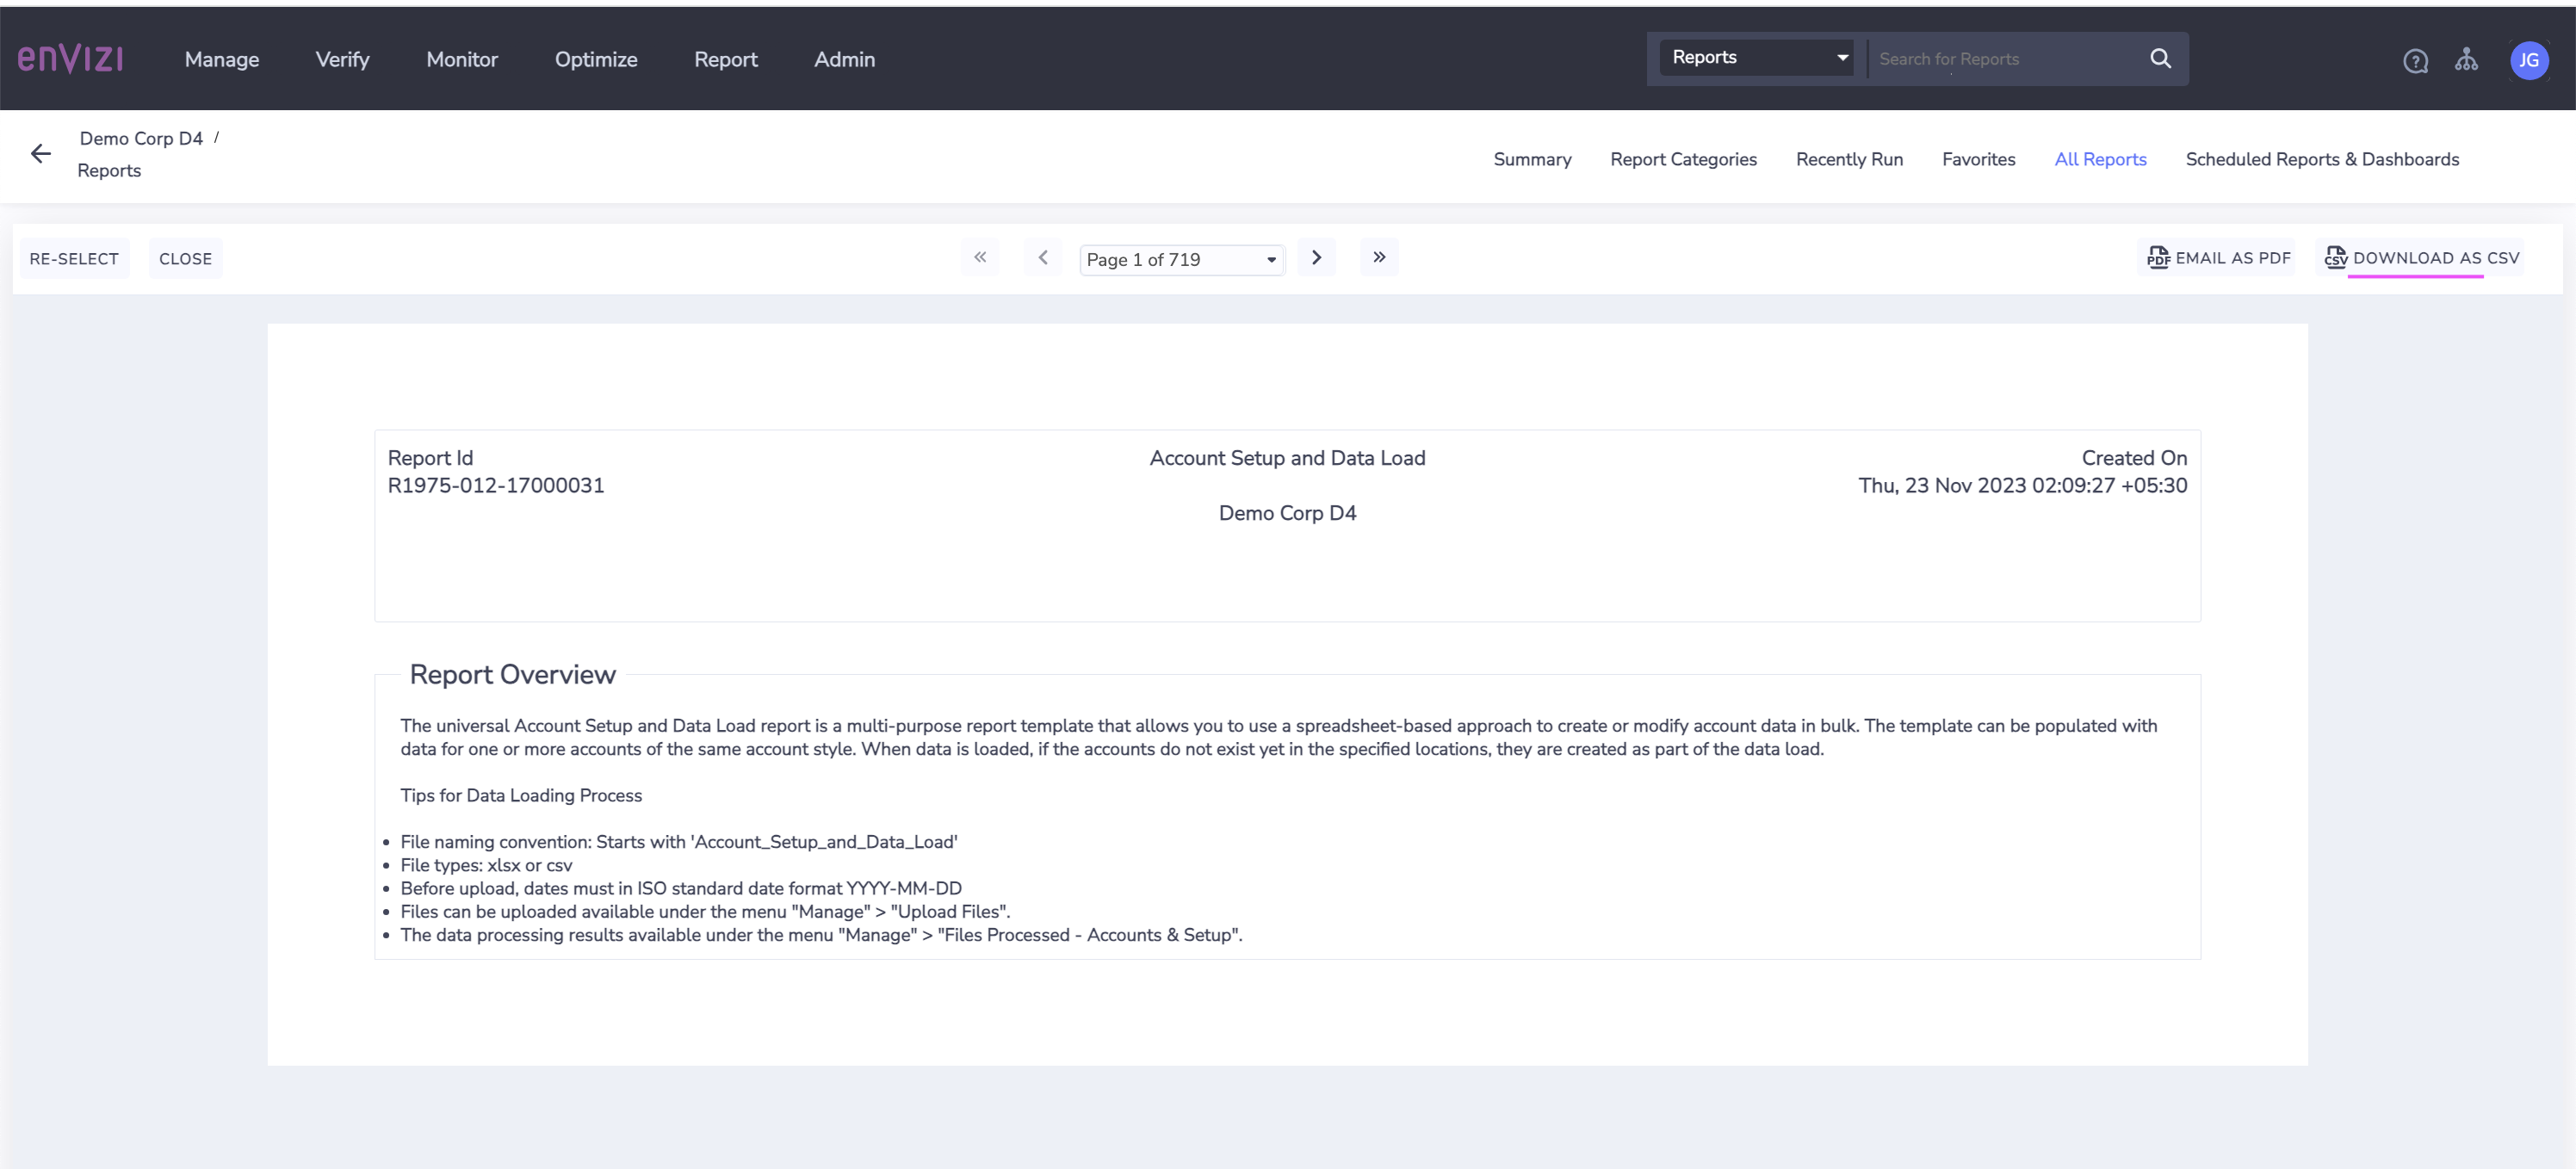 enVIZI
Manage Verify Monitor Optimize Report Admin
Reports Search for Reports
JG
Demo Corp D4 /
Reports
Summary Report Categories Recently Run Favorites All Reports Scheduled Reports & Dashboards
RE-SELECT CLOSE
Page 1 of 719
PDF EMAIL AS PDF CSV DOWNLOAD AS CSV
Report Id Account Setup and Data Load Created On
R1975-012-17000031 Thu, 23 Nov 2023 02:09:27 +05:30
Demo Corp D4
Report Overview
The universal Account Setup and Data Load report is a multi-purpose report template that allows you to use a spreadsheet-based approach to create or modify account data in bulk. The template can be populated with
data for one or more accounts of the same account style. When data is loaded, if the accounts do not exist yet in the specified locations, they are created as part of the data load.
Tips for Data Loading Process
• File naming convention: Starts with 'Account_Setup_and_Data_Load'
• File types: xlsx or csv
• Before upload, dates must in ISO standard date format YYYY-MM-DD
• Files can be uploaded available under the menu "Manage" > "Upload Files".
• The data processing results available under the menu "Manage" > "Files Processed - Accounts & Setup".